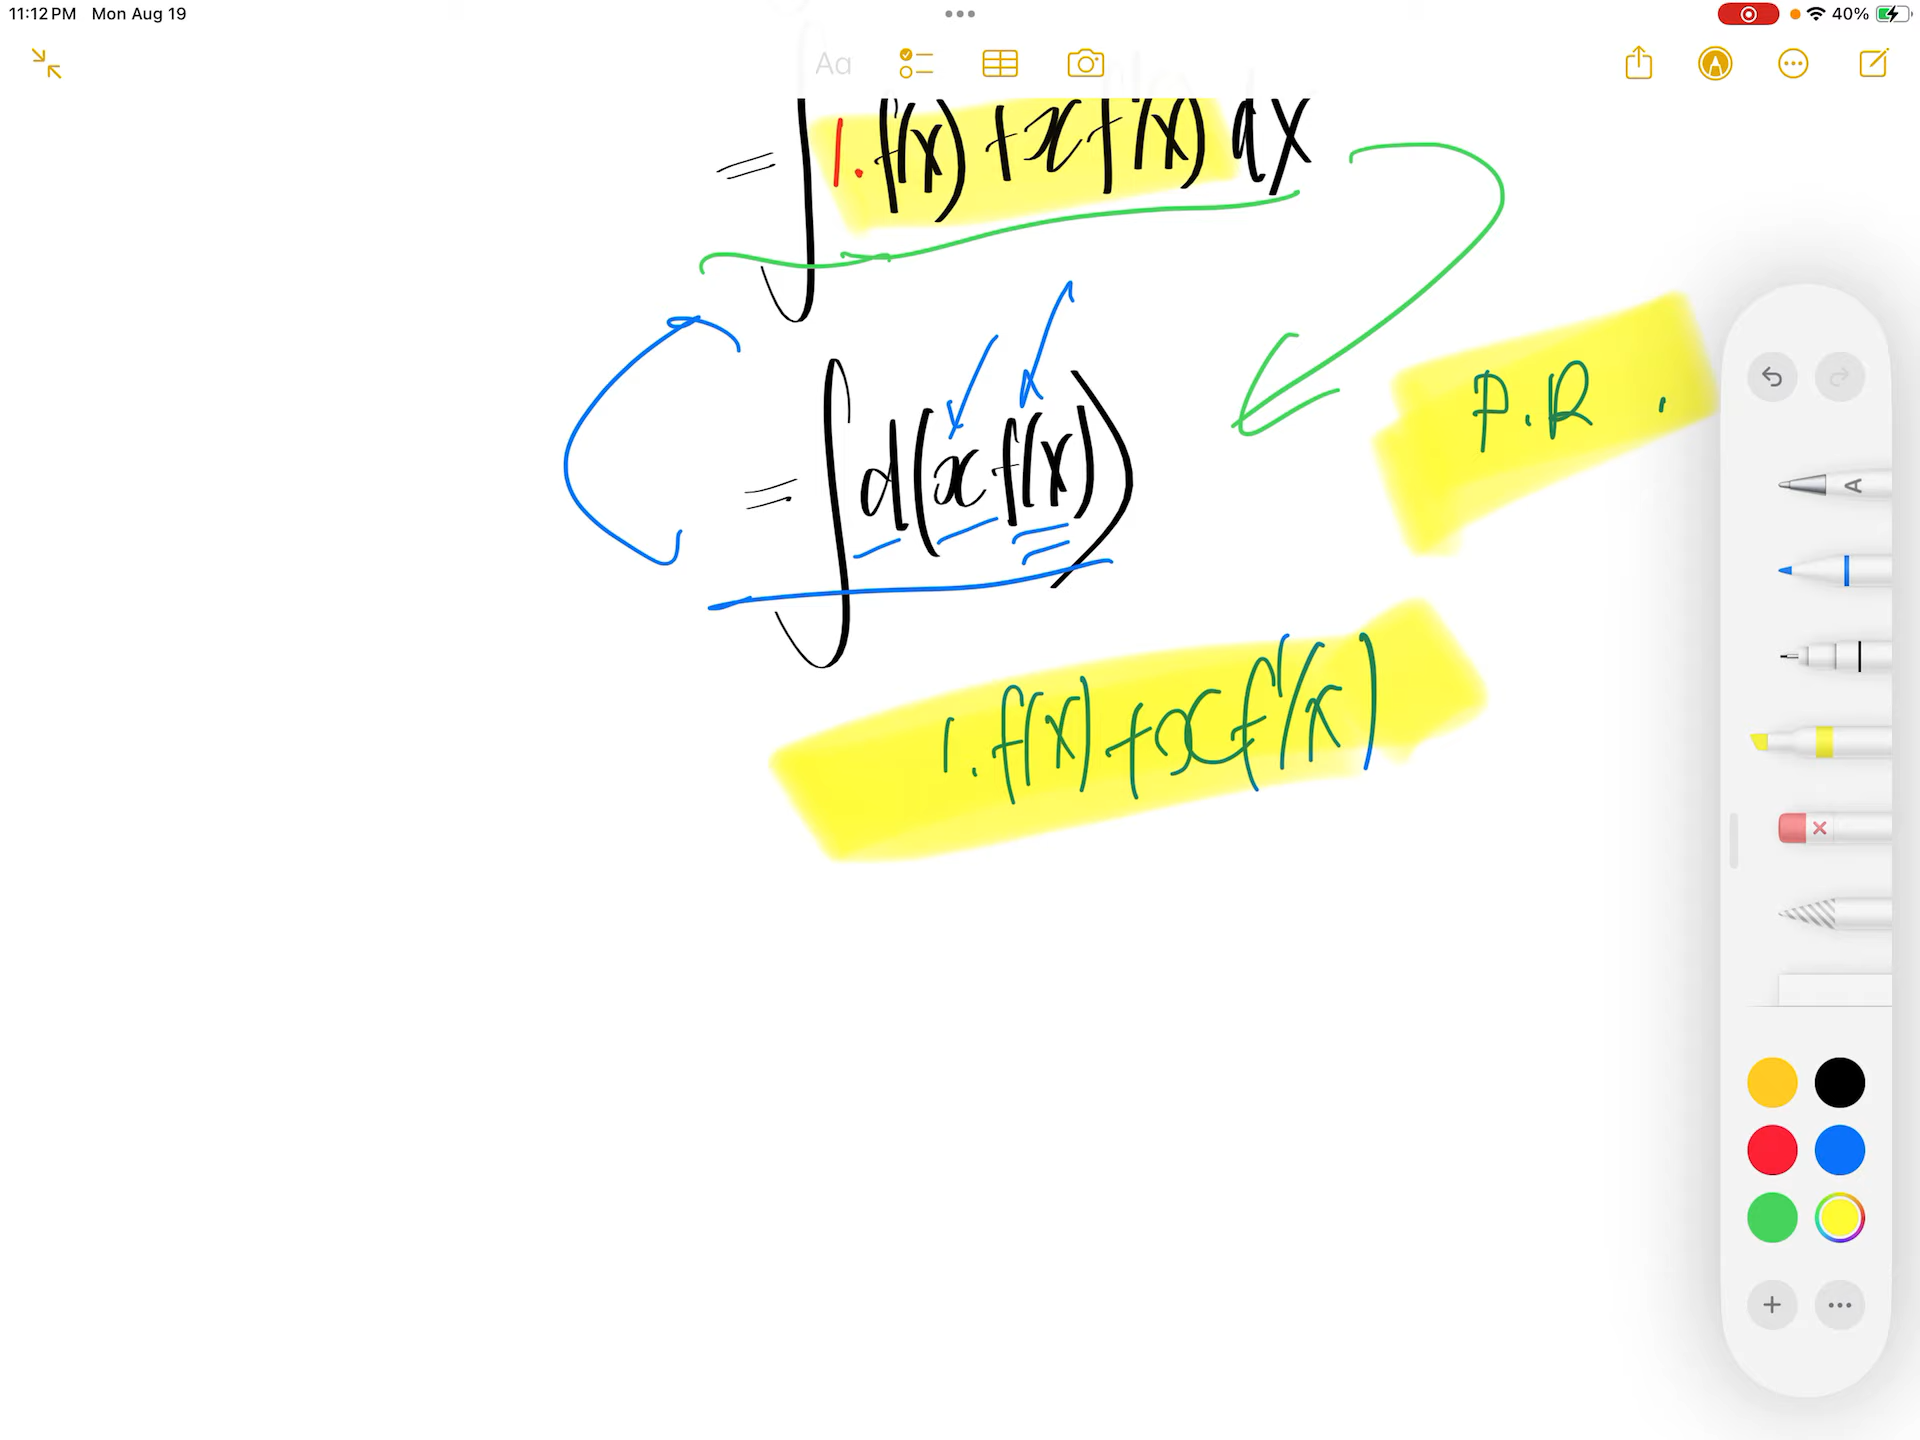 11:12 PM Mon Aug 19
40%
Aa
= ∫ 1. f(x) + x f'(x) dx
P.R.
= ∫ d(x f(x))
1. f(x) + x f'(x)
A